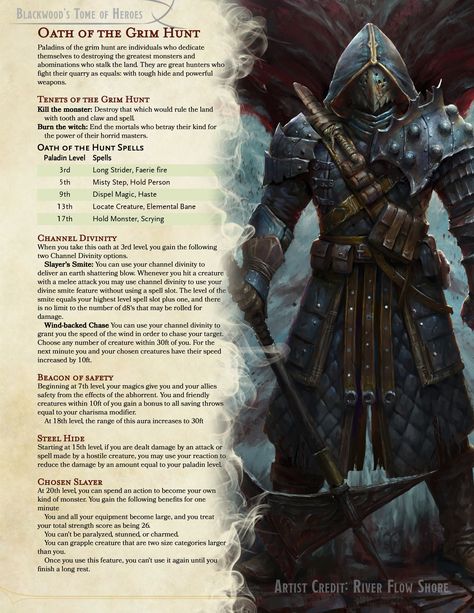 Blackwood's Tome of Heroes
Oath of the Grim Hunt
Paladins of the grim hunt are individuals who dedicate
themselves to destroying the greatest monsters and
abominations who stalk the land. They are great hunters who
fight their quarry as equals: with tough hide and powerful
weapons.
Tenets of the Grim Hunt
Kill the monster: Destroy that which would rule the land
with tooth and claw and spell.
Burn the witch: End the mortals who betray their kind for
the power of their horrid masters.
Oath of the Hunt Spells
Paladin Level Spells
3rd Long Strider, Faerie fire
5th Misty Step, Hold Person
9th Dispel Magic, Haste
13th Locate Creature, Elemental Bane
17th Hold Monster, Scrying
Channel Divinity
When you take this oath at 3rd level, you gain the following
two Channel Divinity options.
Slayer's Smite: You can use your channel divinity to
deliver an earth shattering blow. Whenever you hit a creature
with a melee attack you may use channel divinity to use your
divine smite feature without using a spell slot. The level of the
smite equals your highest level spell slot plus one, and there
is no limit to the number of d8's that may be rolled for
damage.
Wind-backed Chase You can use your channel divinity to
grant you the speed of the wind in order to chase your target.
Choose any number of creature within 30ft of you. For the
next minute you and your chosen creatures have their speed
increased by 10ft.
Beacon of safety
Beginning at 7th level, your magics give you and your allies
safety from the effects of the abhorrent. You and friendly
creatures within 10ft of you gain a bonus to all saving throws
equal to your charisma modifier.
At 18th level, the range of this aura increases to 30ft
Steel Hide
Starting at 15th level, if you are dealt damage by an attack or
spell made by a hostile creature, you may use your reaction to
reduce the damage by an amount equal to your paladin level.
Chosen Slayer
At 20th level, you can spend an action to become your own
kind of monster. You gain the following benefits for one
minute
You and all your equipment become large, and you treat
your total strength score as being 26.
You can't be paralyzed, stunned, or charmed.
You can grapple creature that are two size categories larger
than you.
Once you use this feature, you can't use it again until you
finish a long rest.
Artist Credit: River Flow Shore